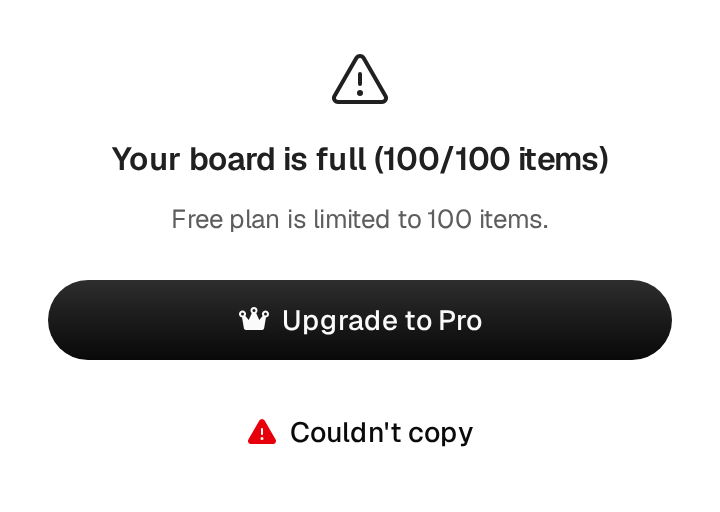 Your board is full (100/100 items)
Free plan is limited to 100 items.
Upgrade to Pro
Couldn't copy